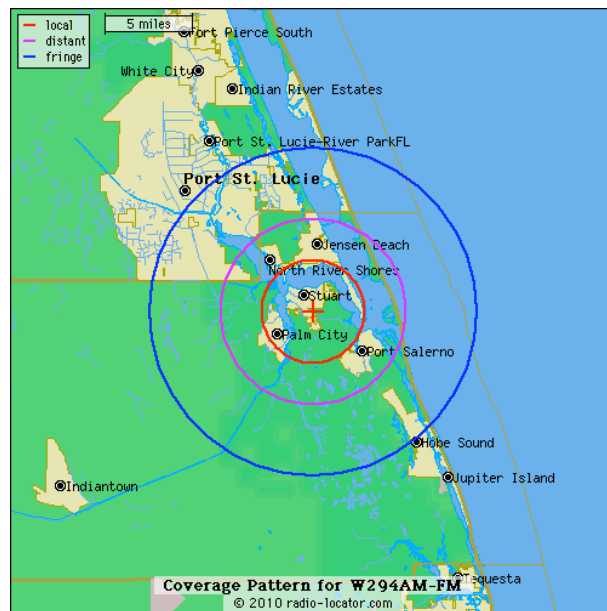 local
distant
fringe
5 miles
Fort Pierce South
White City
Indian River Estates
Port St. Lucie-River ParkFL
Port St. Lucie
Jensen Beach
North River Shores
Stuart
Palm City
Port Salerno
Hobe Sound
Indiantown
Jupiter Island
Tequesta
Coverage Pattern for W294AM-FM
© 2010 radio-locator.com